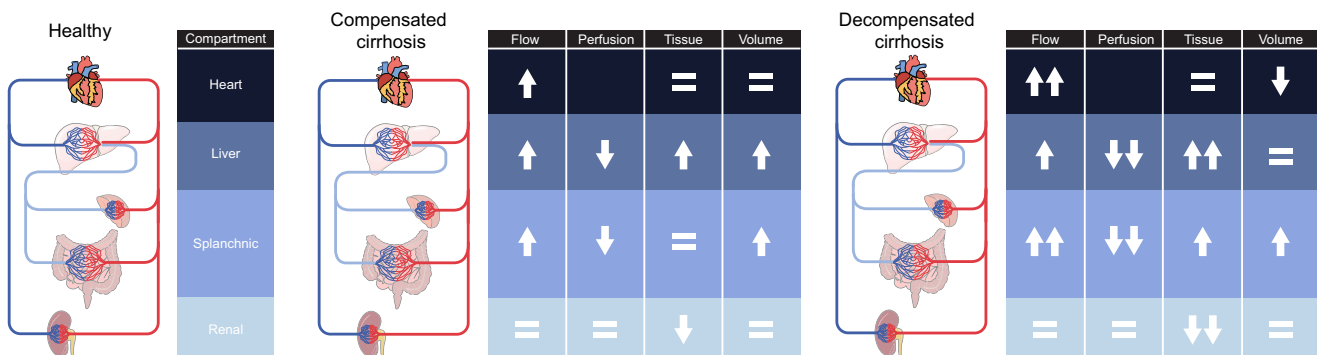 Healthy
Compartment
Heart
Liver
Splanchnic
Renal
Compensated
cirrhosis
Flow Perfusion Tissue Volume
↑ = =
↑ ↓ ↑ ↑
↑ ↓ = ↑
= = ↓ =
Decompensated
cirrhosis
Flow Perfusion Tissue Volume
↑↑ = ↓
↑ ↓↓ ↑↑ =
↑↑ ↓↓ ↑ ↑
= = ↓↓ =